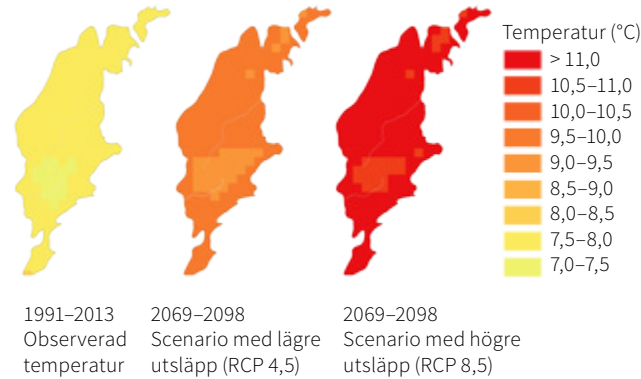 Temperatur (°C)
> 11,0
10,5–11,0
10,0–10,5
9,5–10,0
9,0–9,5
8,5–9,0
8,0–8,5
7,5–8,0
7,0–7,5
1991–2013
Observerad
temperatur
2069–2098
Scenario med lägre
utsläpp (RCP 4,5)
2069–2098
Scenario med högre
utsläpp (RCP 8,5)